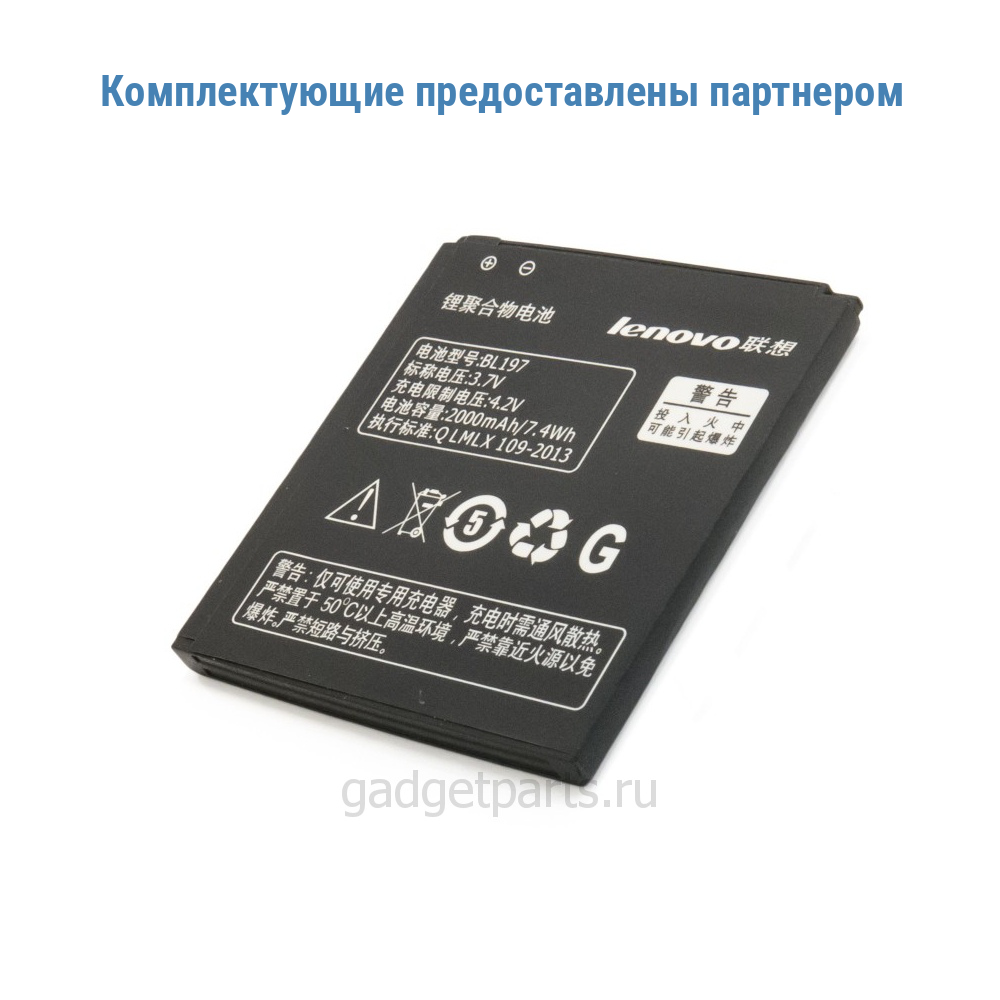 Комплектующие предоставлены партнером
⊕ ⊖
锂聚合物电池
lenovo联想
电池型号:BL197
标称电压:3.7V
充电限制电压:4.2V
电池容量:2000mAh/7.4Wh
执行标准:Q LMLX 109-2013
警告
投入火中
可能引起爆炸
5 G
警告:仅可使用专用充电器，充电时需通风散热。
严禁置于 50℃以上高温环境，严禁靠近火源以免
爆炸。严禁短路与挤压。
gadgetparts.ru